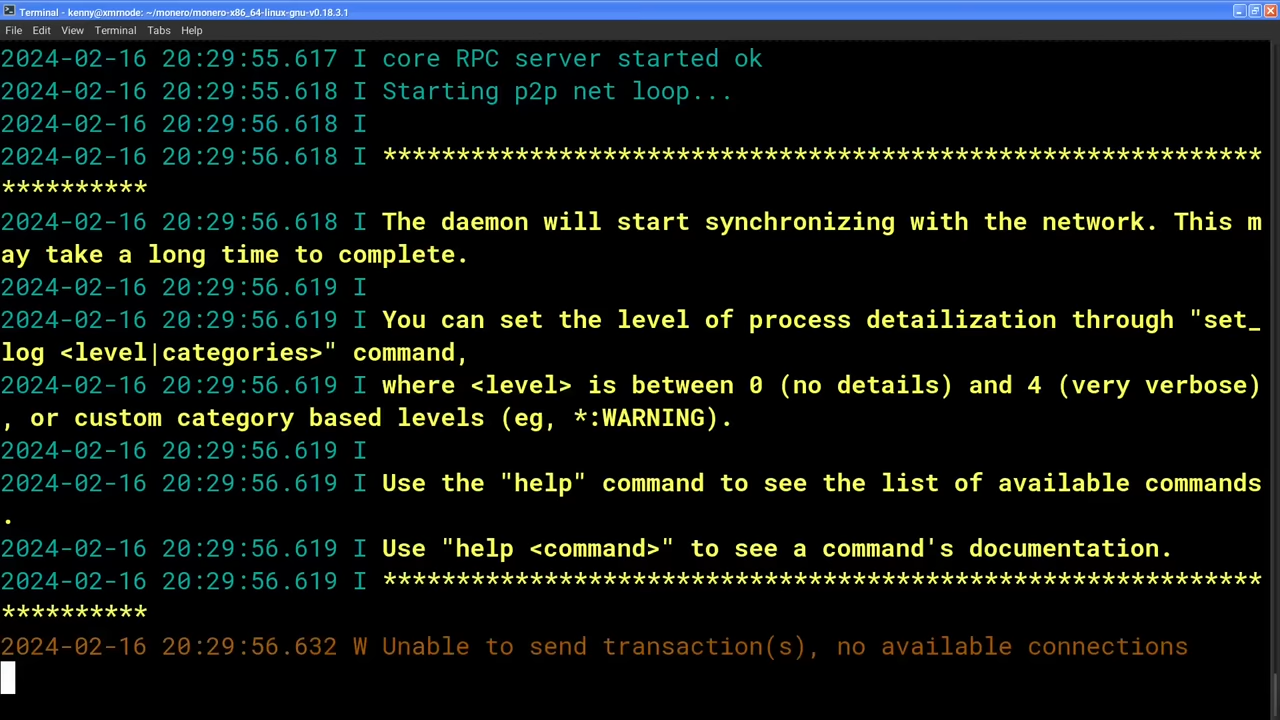 Terminal - kenny@xmrnode: ~/monero/monero-x86_64-linux-gnu-v0.18.3.1
File Edit View Terminal Tabs Help
2024-02-16 20:29:55.617 I core RPC server started ok
2024-02-16 20:29:55.618 I Starting p2p net loop...
2024-02-16 20:29:56.618 I
2024-02-16 20:29:56.618 I ************************************************************
**********
2024-02-16 20:29:56.618 I The daemon will start synchronizing with the network. This m
ay take a long time to complete.
2024-02-16 20:29:56.619 I
2024-02-16 20:29:56.619 I You can set the level of process detailization through "set_
log <level|categories>" command,
2024-02-16 20:29:56.619 I where <level> is between 0 (no details) and 4 (very verbose)
, or custom category based levels (eg, *:WARNING).
2024-02-16 20:29:56.619 I
2024-02-16 20:29:56.619 I Use the "help" command to see the list of available commands
.
2024-02-16 20:29:56.619 I Use "help <command>" to see a command's documentation.
2024-02-16 20:29:56.619 I ************************************************************
**********
2024-02-16 20:29:56.632 W Unable to send transaction(s), no available connections